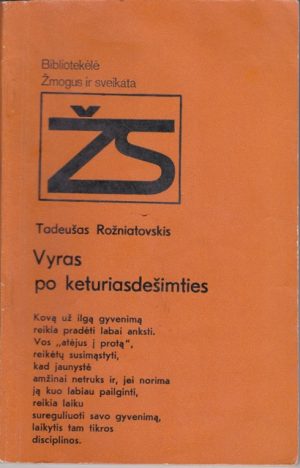 Bibliotekėlė
Žmogus ir sveikata
ŽS
Tadeušas Rožniatovskis
Vyras
po keturiasdešimties
Kovą už ilgą gyvenimą
reikia pradėti labai anksti.
Vos „atėjus į protą“,
reikėtų susimąstyti,
kad jaunystė
amžinai netruks ir, jei norima
ją kuo labiau pailginti,
reikia laiku
sureguliuoti savo gyvenimą,
laikytis tam tikros
disciplinos.